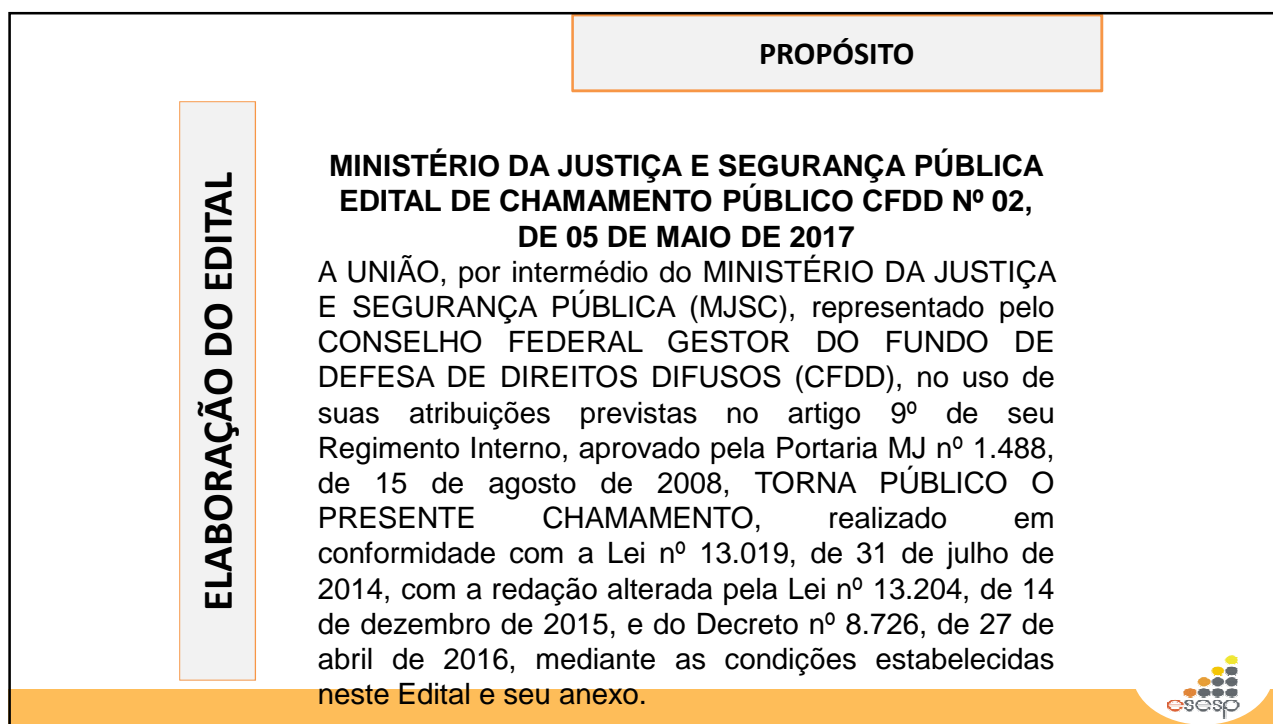 PROPÓSITO
ELABORAÇÃO DO EDITAL
MINISTÉRIO DA JUSTIÇA E SEGURANÇA PÚBLICA
EDITAL DE CHAMAMENTO PÚBLICO CFDD Nº 02,
DE 05 DE MAIO DE 2017
A UNIÃO, por intermédio do MINISTÉRIO DA JUSTIÇA
E SEGURANÇA PÚBLICA (MJSC), representado pelo
CONSELHO FEDERAL GESTOR DO FUNDO DE
DEFESA DE DIREITOS DIFUSOS (CFDD), no uso de
suas atribuições previstas no artigo 9º de seu
Regimento Interno, aprovado pela Portaria MJ nº 1.488,
de 15 de agosto de 2008, TORNA PÚBLICO O
PRESENTE CHAMAMENTO, realizado em
conformidade com a Lei nº 13.019, de 31 de julho de
2014, com a redação alterada pela Lei nº 13.204, de 14
de dezembro de 2015, e do Decreto nº 8.726, de 27 de
abril de 2016, mediante as condições estabelecidas
neste Edital e seu anexo.
esesp